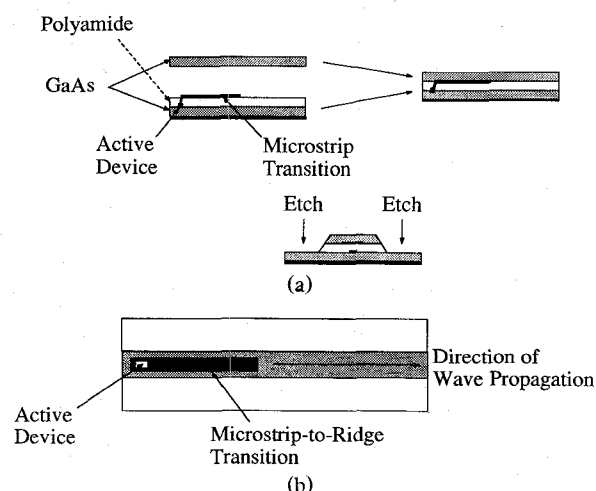 Polyamide
GaAs
Active
Device
Microstrip
Transition
Etch Etch
(a)
Direction of
Wave Propagation
Active
Device
Microstrip-to-Ridge
Transition
(b)